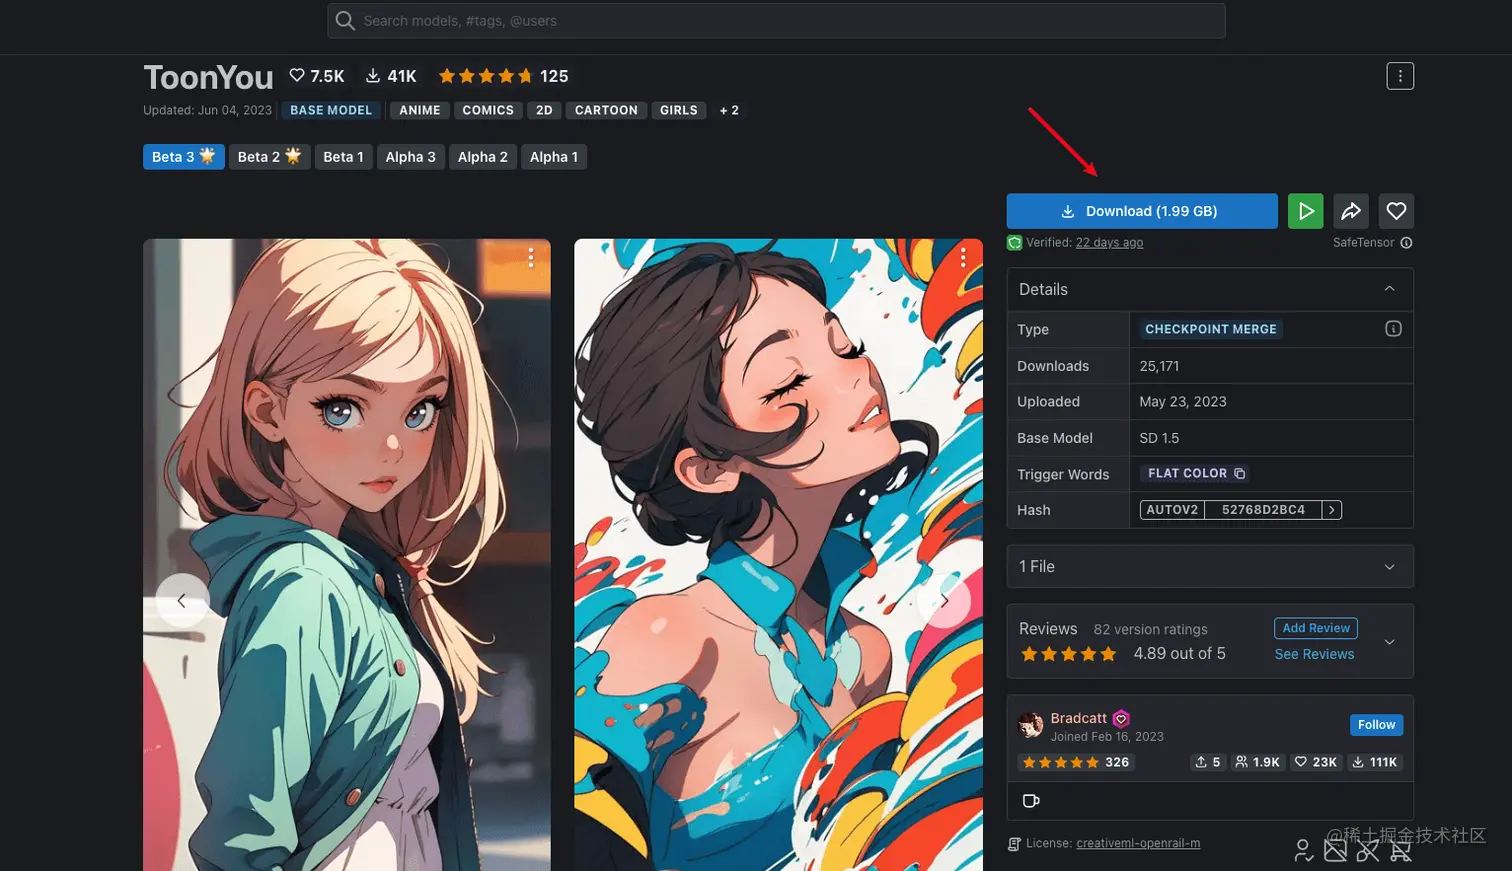 Search models, #tags, @users
ToonYou 7.5K 41K 125
Updated: Jun 04, 2023 BASE MODEL ANIME COMICS 2D CARTOON GIRLS + 2
Beta 3 🌟 Beta 2 🌟 Beta 1 Alpha 3 Alpha 2 Alpha 1
Download (1.99 GB)
Verified: 22 days ago SafeTensor
Details
Type CHECKPOINT MERGE
Downloads 25,171
Uploaded May 23, 2023
Base Model SD 1.5
Trigger Words FLAT COLOR
Hash AUTOV2 52768D2BC4
1 File
Reviews 82 version ratings Add Review
4.89 out of 5 See Reviews
Bradcatt Follow
Joined Feb 16, 2023
326 5 1.9K 23K 111K
License: creativeml-openrail-m
@稀土掘金技术社区